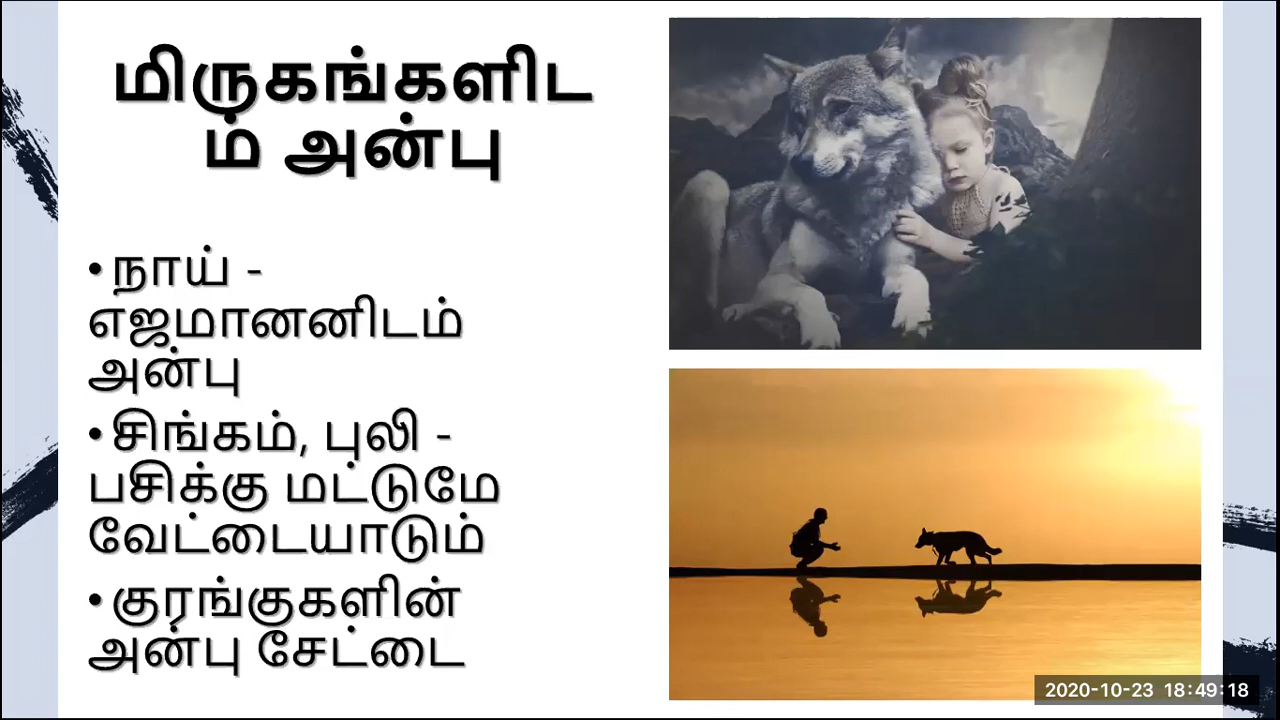 மிருகங்களிட
ம் அன்பு
•நாய் -
எஜமானனிடம்
அன்பு
•சிங்கம், புலி -
பசிக்கு மட்டுமே
வேட்டையாடும்
•குரங்குகளின்
அன்பு சேட்டை
2020-10-23 18:49:18